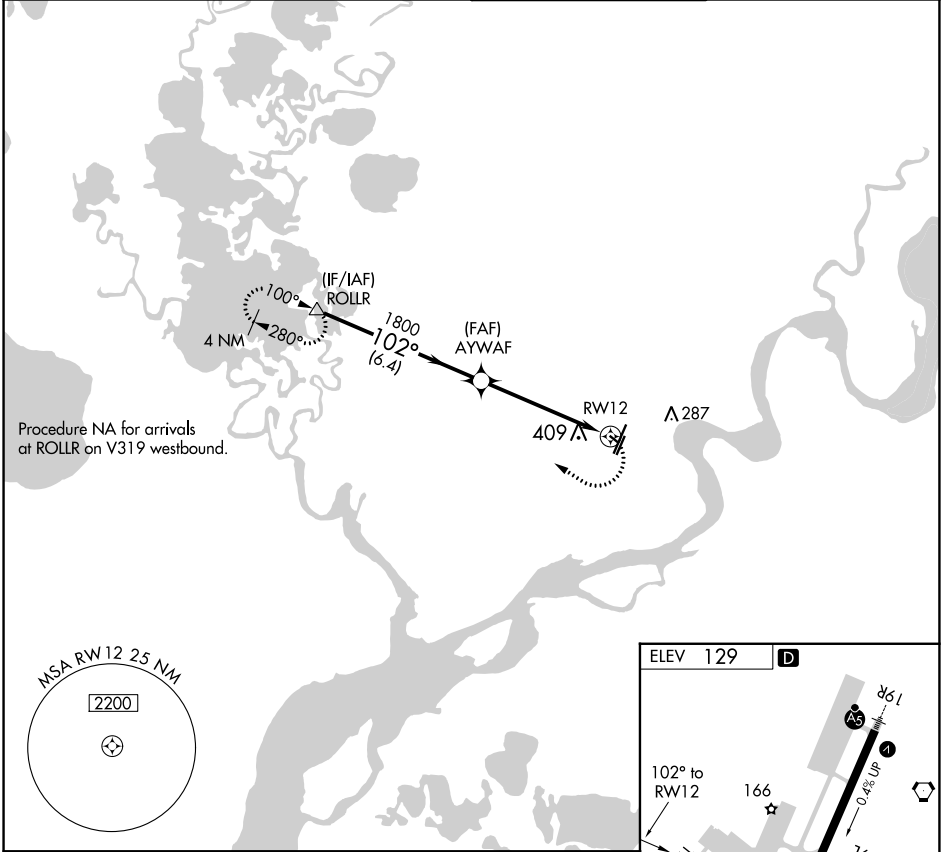 (IF/IAF)
ROLLR
100°
280°
4 NM
1800
102°
(6.4)
(FAF)
AYWAF
RW12
409
287
Procedure NA for arrivals
at ROLLR on V319 westbound.
MSA RW12 25 NM
2200
ELEV 129 D
19R
A5
0.4% UP
102° to
RW12
166